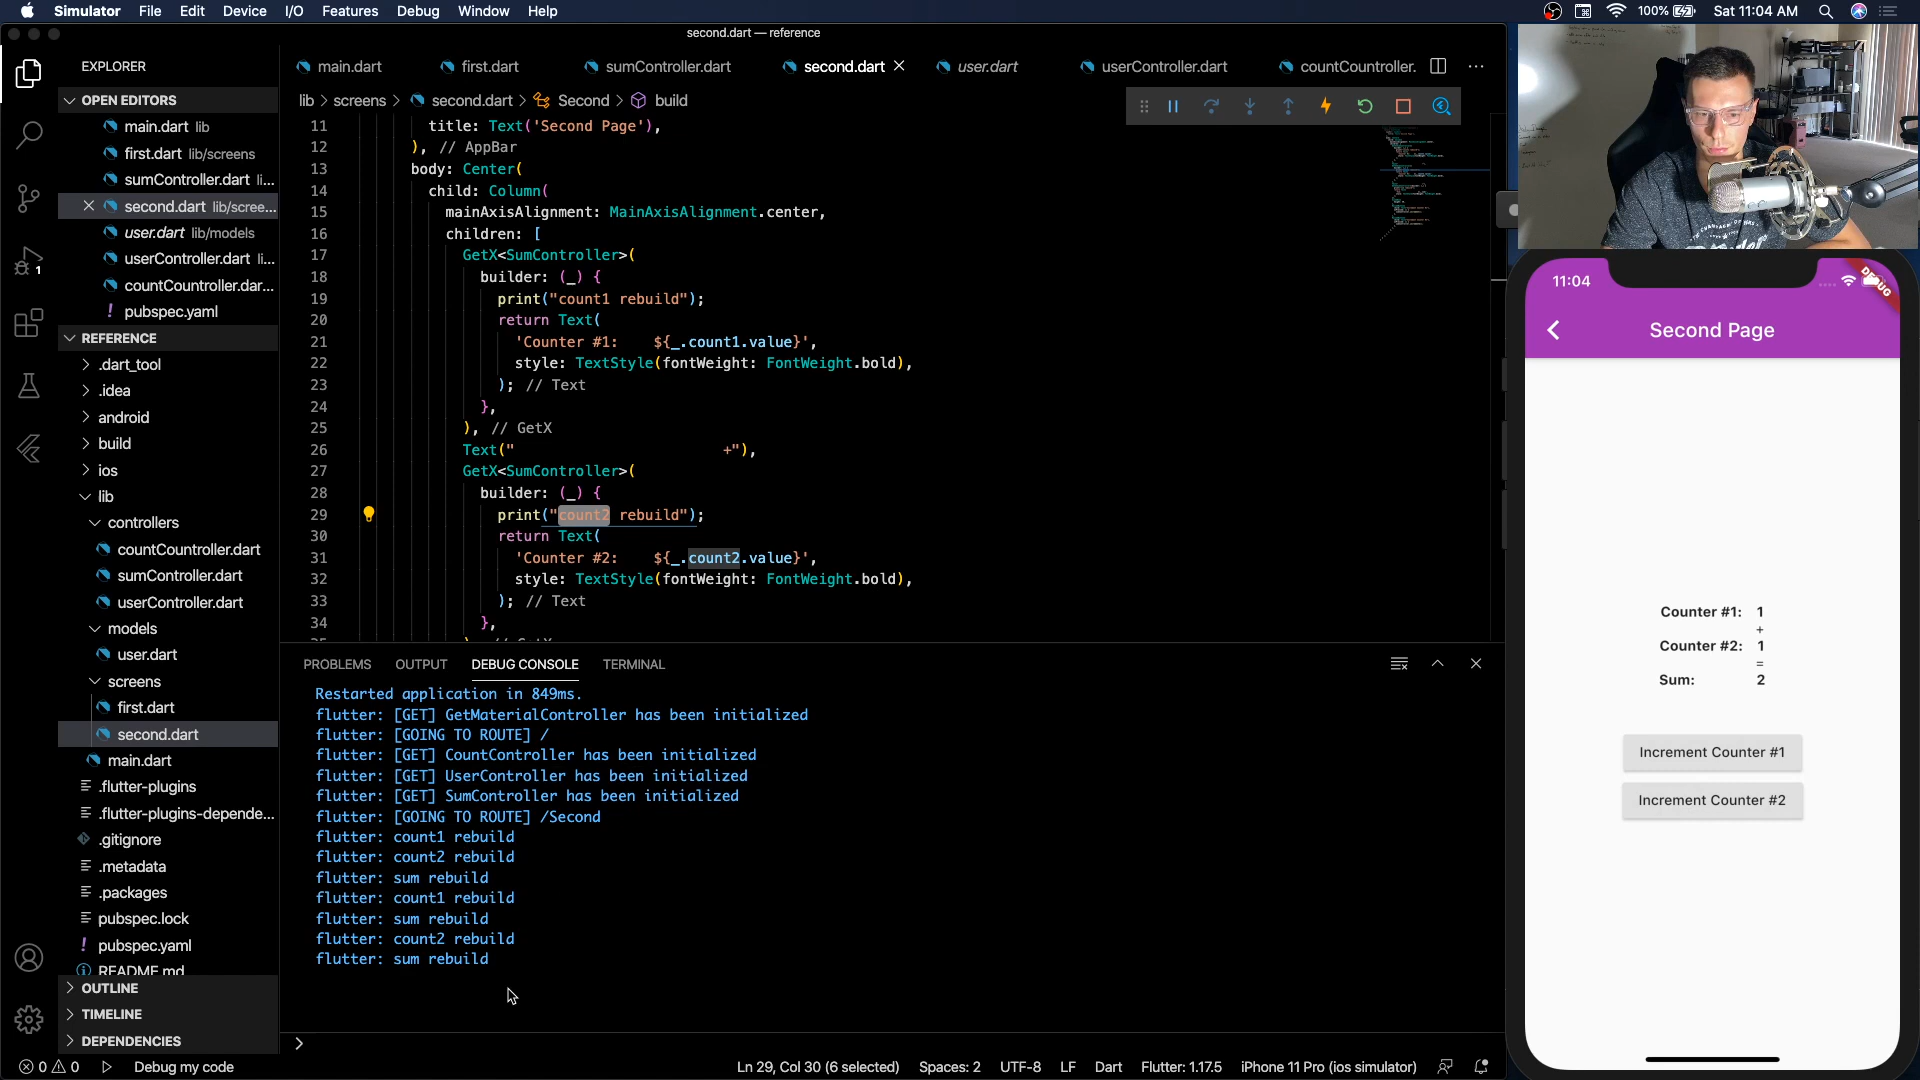 Simulator File Edit Device I/O Features Debug Window Help
100% Sat 11:04 AM
second.dart — reference
EXPLORER
OPEN EDITORS
main.dart lib
first.dart lib/screens
sumController.dart li...
second.dart lib/scree...
user.dart lib/models
userController.dart li...
countCountroller.dar...
! pubspec.yaml
REFERENCE
.dart_tool
.idea
android
build
ios
lib
controllers
countCountroller.dart
sumController.dart
userController.dart
models
user.dart
screens
first.dart
second.dart
main.dart
.flutter-plugins
.flutter-plugins-depende...
.gitignore
.metadata
.packages
pubspec.lock
! pubspec.yaml
README.md
OUTLINE
TIMELINE
DEPENDENCIES
1
main.dart first.dart sumController.dart second.dart user.dart userController.dart countCountroller.
lib > screens > second.dart > Second > build
11 title: Text('Second Page'),
12 ), // AppBar
13 body: Center(
14 child: Column(
15 mainAxisAlignment: MainAxisAlignment.center,
16 children: [
17 GetX<SumController>(
18 builder: (_) {
19 print("count1 rebuild");
20 return Text(
21 'Counter #1:    ${_.count1.value}',
22 style: TextStyle(fontWeight: FontWeight.bold),
23 ); // Text
24 },
25 ), // GetX
26 Text("                        +"),
27 GetX<SumController>(
28 builder: (_) {
29 print("count2 rebuild");
30 return Text(
31 'Counter #2:    ${_.count2.value}',
32 style: TextStyle(fontWeight: FontWeight.bold),
33 ); // Text
34 },
PROBLEMS OUTPUT DEBUG CONSOLE TERMINAL
Restarted application in 849ms.
flutter: [GET] GetMaterialController has been initialized
flutter: [GOING TO ROUTE] /
flutter: [GET] CountController has been initialized
flutter: [GET] UserController has been initialized
flutter: [GET] SumController has been initialized
flutter: [GOING TO ROUTE] /Second
flutter: count1 rebuild
flutter: count2 rebuild
flutter: sum rebuild
flutter: count1 rebuild
flutter: sum rebuild
flutter: count2 rebuild
flutter: sum rebuild
0 0 Debug my code
Ln 29, Col 30 (6 selected) Spaces: 2 UTF-8 LF Dart Flutter: 1.17.5 iPhone 11 Pro (ios simulator)
11:04
DEBUG
Second Page
Counter #1: 1
+
Counter #2: 1
=
Sum: 2
Increment Counter #1
Increment Counter #2